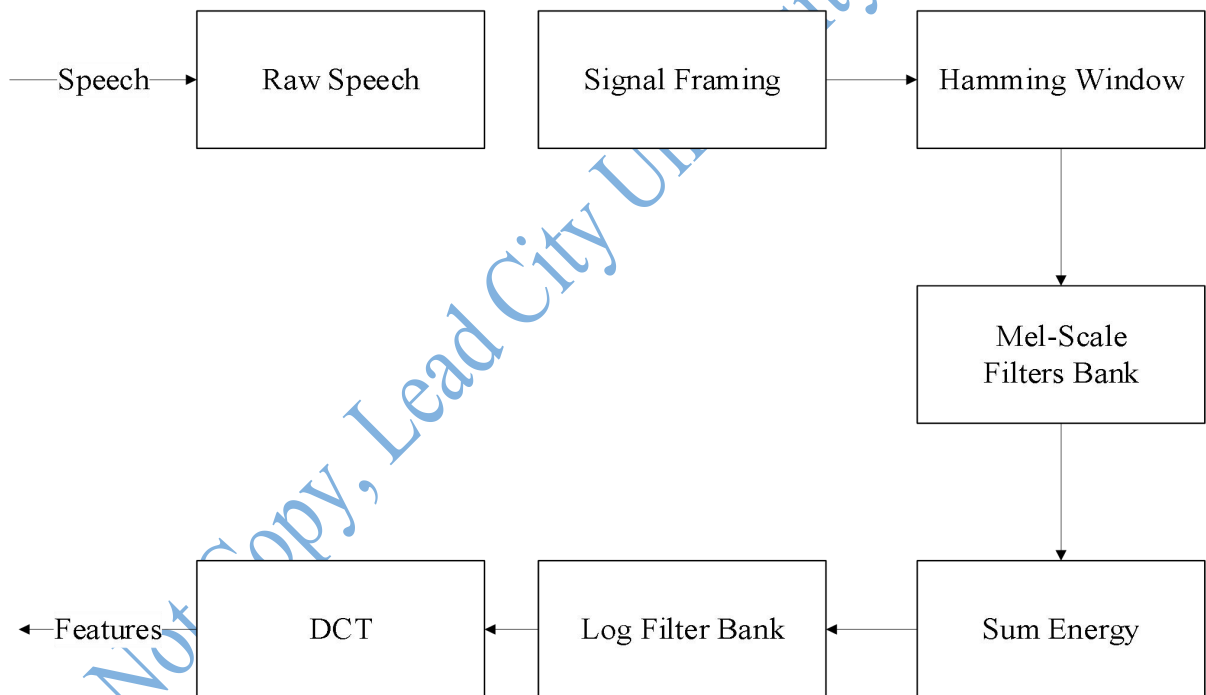 Speech
Raw Speech
Signal Framing
Hamming Window
Mel-Scale
Filters Bank
Features
DCT
Log Filter Bank
Sum Energy
Not Copy, Lead City